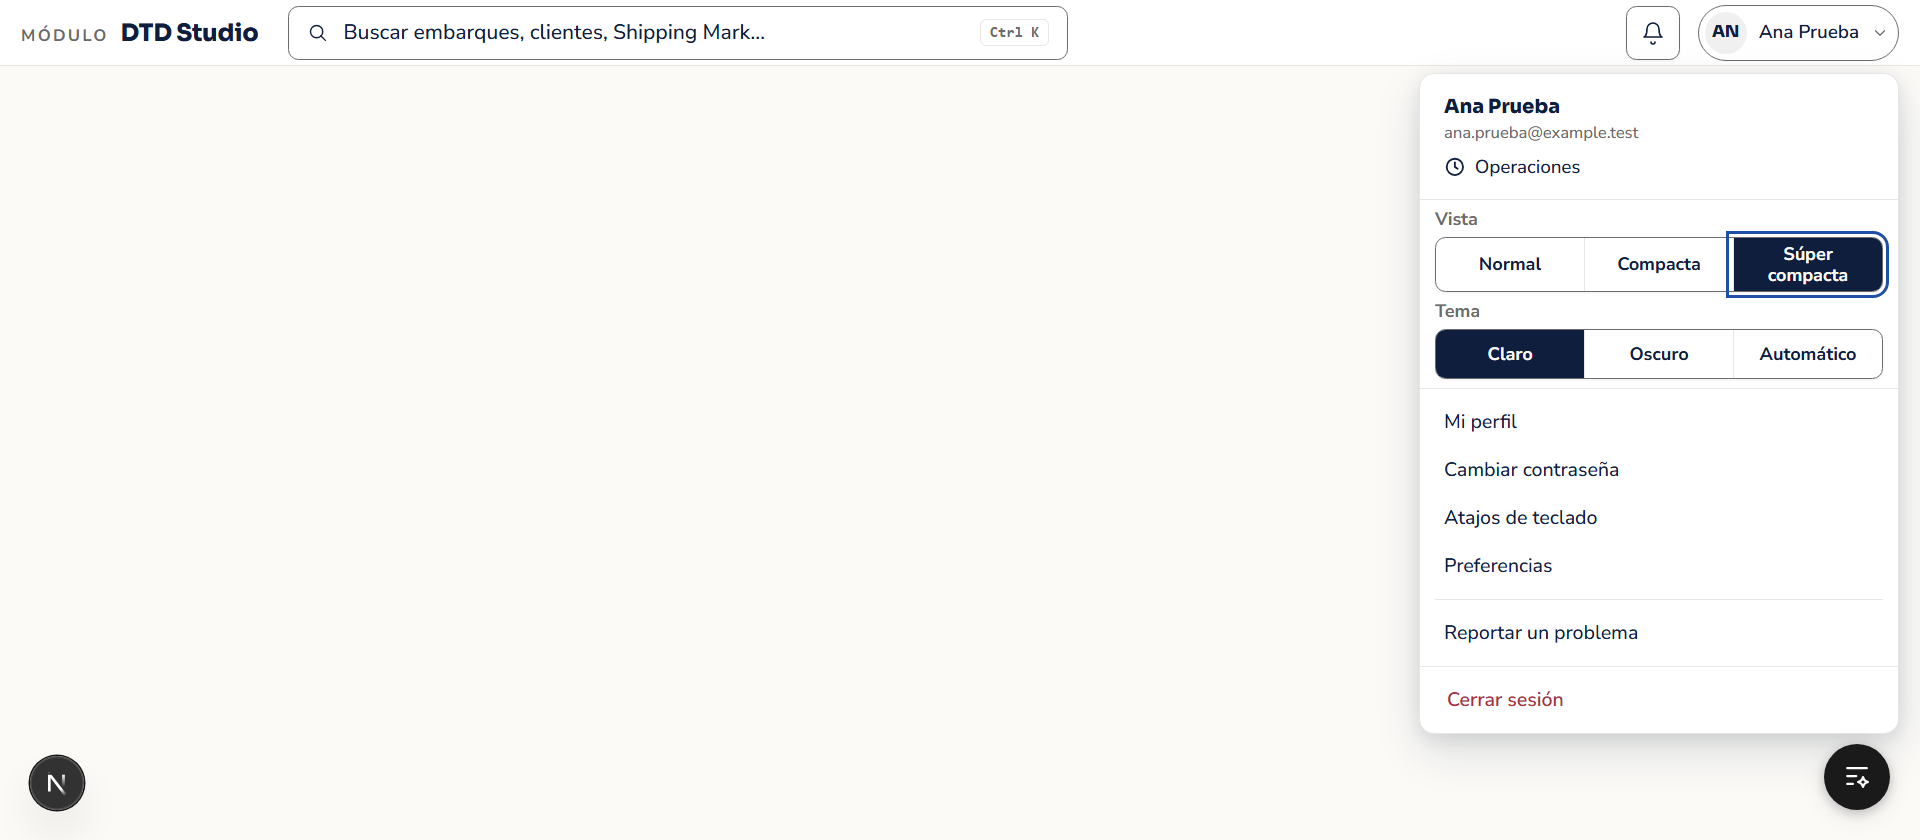 MÓDULO DTD Studio
Buscar embarques, clientes, Shipping Mark...
Ctrl K
AN Ana Prueba
Ana Prueba
ana.prueba@example.test
Operaciones
Vista
Normal Compacta Súper
compacta
Tema
Claro Oscuro Automático
Mi perfil
Cambiar contraseña
Atajos de teclado
Preferencias
Reportar un problema
Cerrar sesión
N